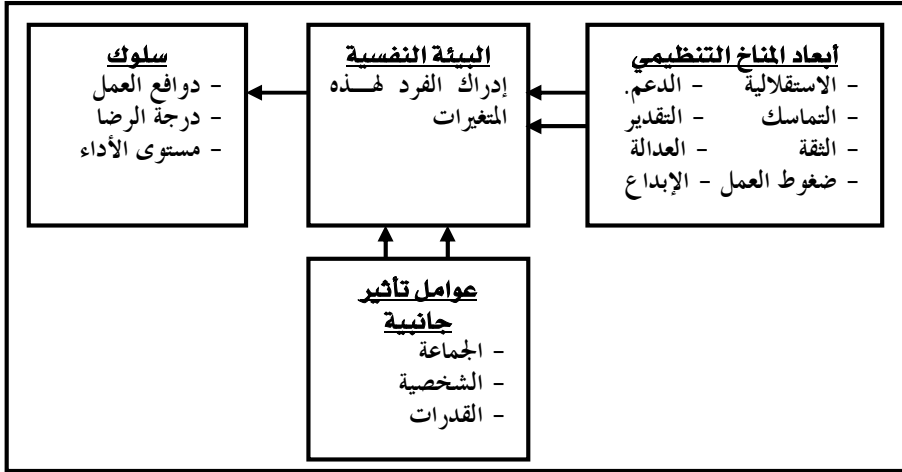 أبعاد المناخ التنظيمي
- الاستقلالية - الدعم.
- التماسك - التقدير
- الثقة - العدالة
- ضغوط العمل - الإبداع
البيئة النفسية
إدراك الفرد لهذه
المتغيرات
سلوك
- دوافع العمل
- درجة الرضا
- مستوى الأداء
عوامل تأثير
جانبية
- الجماعة
- الشخصية
- القدرات